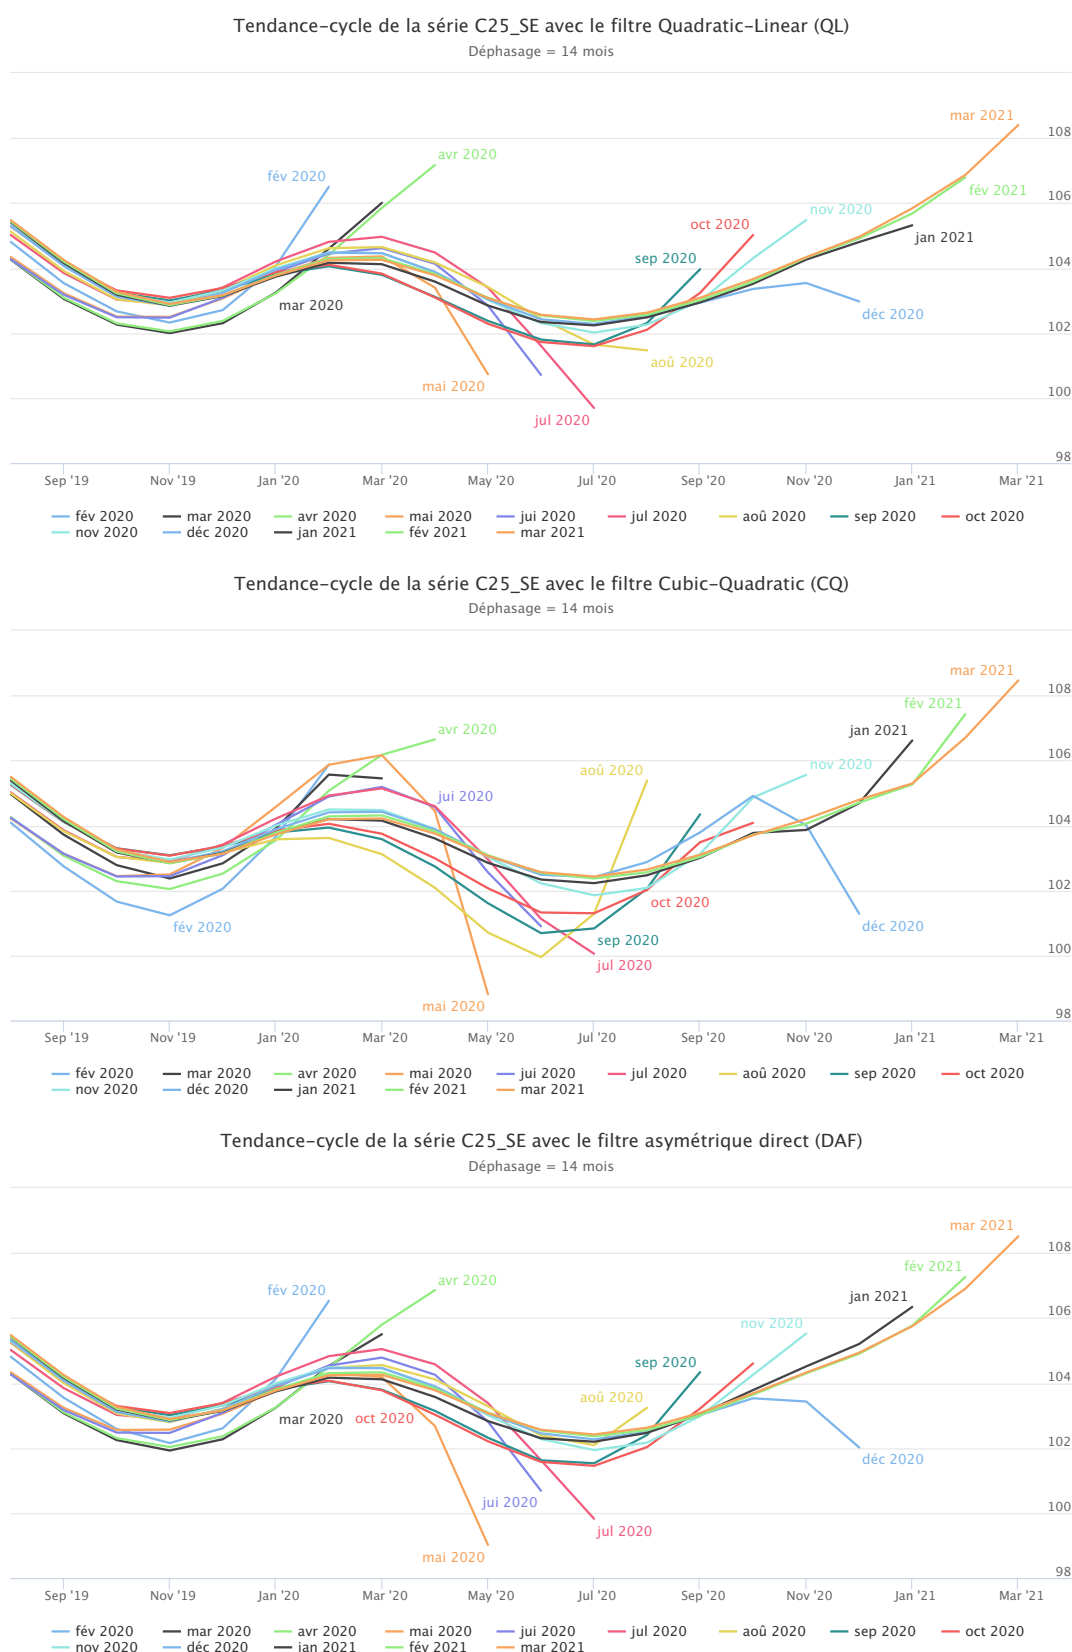 Tendance-cycle de la série C25_SE avec le filtre Quadratic-Linear (QL)
Déphasage = 14 mois
mar 2021
108
avr 2020
fév 2020
fév 2021
106
nov 2020
oct 2020
jan 2021
sep 2020
104
mar 2020
déc 2020
102
aoû 2020
mai 2020
100
jul 2020
98
Sep '19 Nov '19 Jan '20 Mar '20 May '20 Jul '20 Sep '20 Nov '20 Jan '21 Mar '21
fév 2020 mar 2020 avr 2020 mai 2020 jui 2020 jul 2020 aoû 2020 sep 2020 oct 2020
nov 2020 déc 2020 jan 2021 fév 2021 mar 2021
Tendance-cycle de la série C25_SE avec le filtre Cubic-Quadratic (CQ)
Déphasage = 14 mois
mar 2021
108
fév 2021
avr 2020
jan 2021
106
nov 2020
aoû 2020
jui 2020
104
oct 2020
102
fév 2020
déc 2020
sep 2020
100
jul 2020
mai 2020
98
Sep '19 Nov '19 Jan '20 Mar '20 May '20 Jul '20 Sep '20 Nov '20 Jan '21 Mar '21
fév 2020 mar 2020 avr 2020 mai 2020 jui 2020 jul 2020 aoû 2020 sep 2020 oct 2020
nov 2020 déc 2020 jan 2021 fév 2021 mar 2021
Tendance-cycle de la série C25_SE avec le filtre asymétrique direct (DAF)
Déphasage = 14 mois
mar 2021
108
fév 2021
avr 2020
fév 2020
jan 2021
106
nov 2020
sep 2020
104
aoû 2020
mar 2020 oct 2020
102
déc 2020
jui 2020
100
jul 2020
mai 2020
98
Sep '19 Nov '19 Jan '20 Mar '20 May '20 Jul '20 Sep '20 Nov '20 Jan '21 Mar '21
fév 2020 mar 2020 avr 2020 mai 2020 jui 2020 jul 2020 aoû 2020 sep 2020 oct 2020
nov 2020 déc 2020 jan 2021 fév 2021 mar 2021